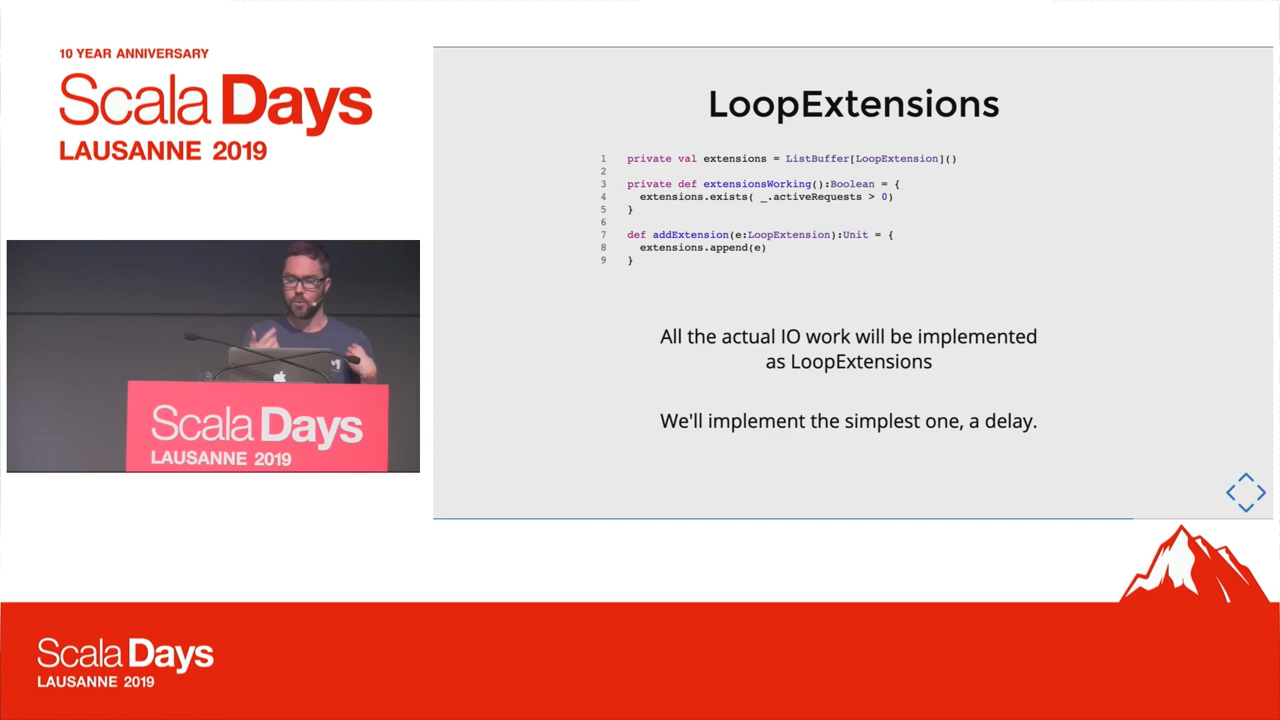 10 YEAR ANNIVERSARY
Scala Days
LAUSANNE 2019
LoopExtensions
1 private val extensions = ListBuffer[LoopExtension]()
2
3 private def extensionsWorking():Boolean = {
4 extensions.exists( _.activeRequests > 0)
5 }
6
7 def addExtension(e:LoopExtension):Unit = {
8 extensions.append(e)
9 }
All the actual IO work will be implemented
as LoopExtensions
We'll implement the simplest one, a delay.
Scala Days
LAUSANNE 2019
Scala Days
LAUSANNE 2019